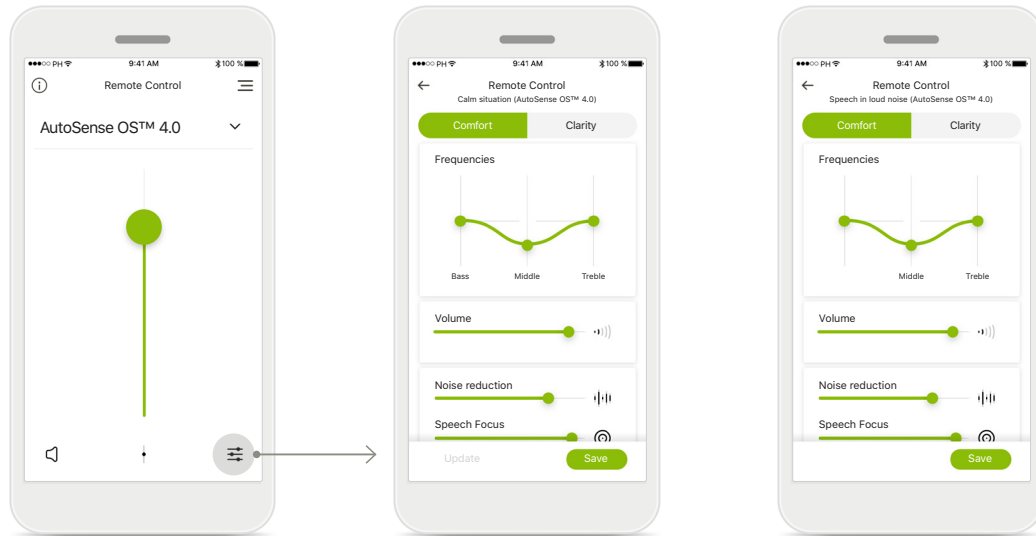 ●●●○○ PH 9:41 AM 100 %
Remote Control
AutoSense OS™ 4.0
●●●○○ PH 9:41 AM 100 %
Remote Control
Calm situation (AutoSense OS™ 4.0)
Comfort Clarity
Frequencies
Bass Middle Treble
Volume
Noise reduction
Speech Focus
Update Save
●●●○○ PH 9:41 AM 100 %
Remote Control
Speech in loud noise (AutoSense OS™ 4.0)
Comfort Clarity
Frequencies
Middle Treble
Volume
Noise reduction
Speech Focus
Save